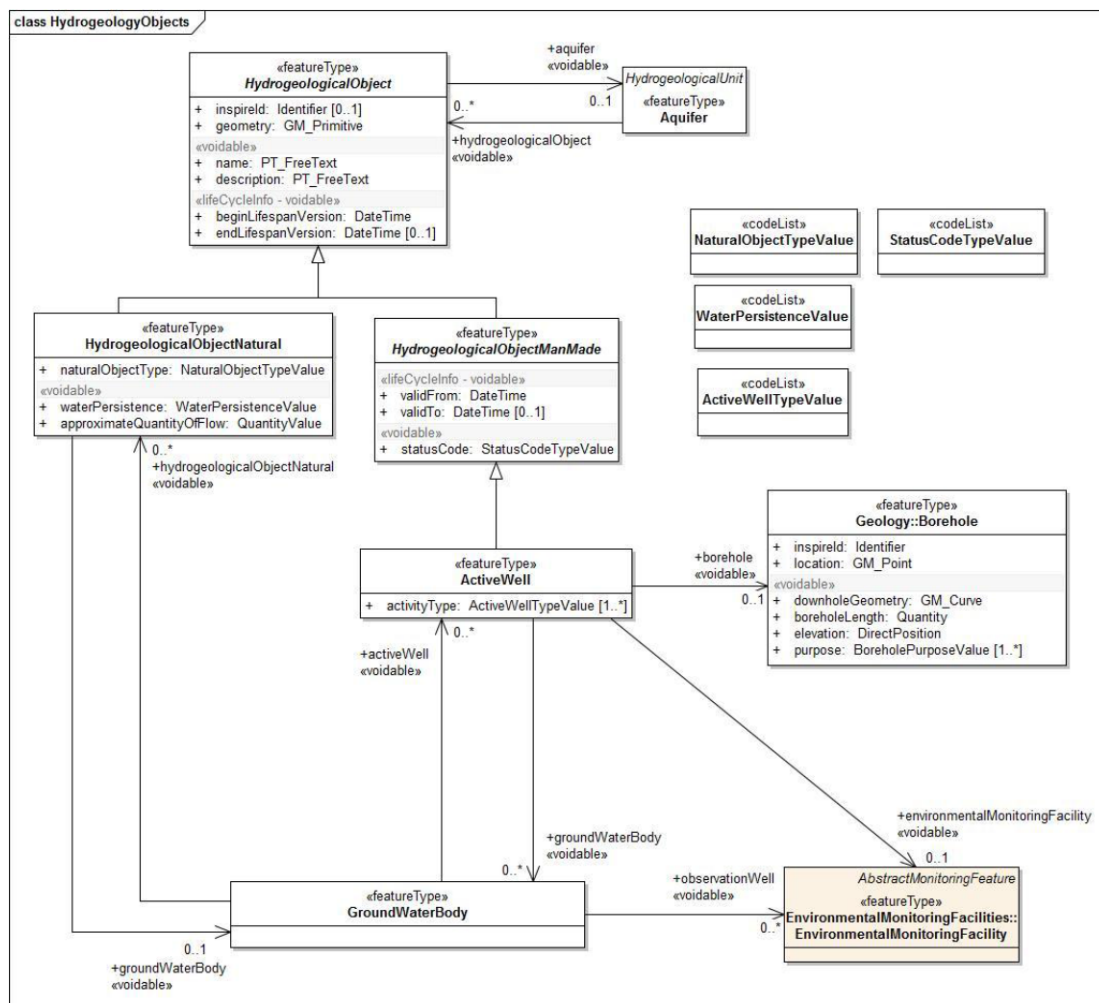 class HydrogeologyObjects
«featureType»
HydrogeologicalObject
+ inspireId: Identifier [0..1]
+ geometry: GM_Primitive
«voidable»
+ name: PT_FreeText
+ description: PT_FreeText
«lifeCycleInfo - voidable»
+ beginLifespanVersion: DateTime
+ endLifespanVersion: DateTime [0..1]
+aquifer
«voidable»
0..*
0..1
+hydrogeologicalObject
«voidable»
HydrogeologicalUnit
«featureType»
Aquifer
«codeList»
NaturalObjectTypeValue
«codeList»
StatusCodeTypeValue
«codeList»
WaterPersistenceValue
«codeList»
ActiveWellTypeValue
«featureType»
HydrogeologicalObjectNatural
+ naturalObjectType: NaturalObjectTypeValue
«voidable»
+ waterPersistence: WaterPersistenceValue
+ approximateQuantityOfFlow: QuantityValue
«featureType»
HydrogeologicalObjectManMade
«lifeCycleInfo - voidable»
+ validFrom: DateTime
+ validTo: DateTime [0..1]
«voidable»
+ statusCode: StatusCodeTypeValue
0..*
+hydrogeologicalObjectNatural
«voidable»
«featureType»
Geology::Borehole
+ inspireId: Identifier
+ location: GM_Point
«voidable»
+ downholeGeometry: GM_Curve
+ boreholeLength: Quantity
+ elevation: DirectPosition
+ purpose: BoreholePurposeValue [1..*]
«featureType»
ActiveWell
+ activityType: ActiveWellTypeValue [1..*]
+borehole
«voidable»
0..1
0..*
+activeWell
«voidable»
+groundWaterBody
«voidable»
0..*
+environmentalMonitoringFacility
«voidable»
0..1
+observationWell
«voidable»
0..*
«featureType»
GroundWaterBody
AbstractMonitoringFeature
«featureType»
EnvironmentalMonitoringFacilities::
EnvironmentalMonitoringFacility
0..1
+groundWaterBody
«voidable»